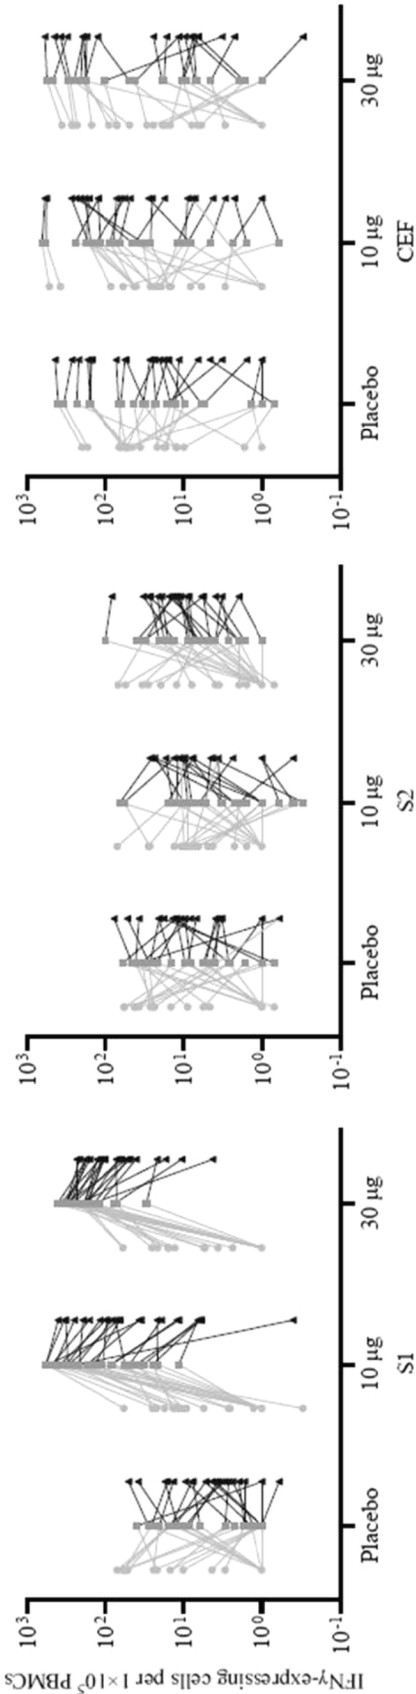 IFNγ-expressing cells per 1×10⁵ PBMCs
10³
10²
10¹
10⁰
10⁻¹
Placebo
10 µg
30 µg
S1
10³
10²
10¹
10⁰
10⁻¹
Placebo
10 µg
30 µg
S2
10³
10²
10¹
10⁰
10⁻¹
Placebo
10 µg
30 µg
CEF